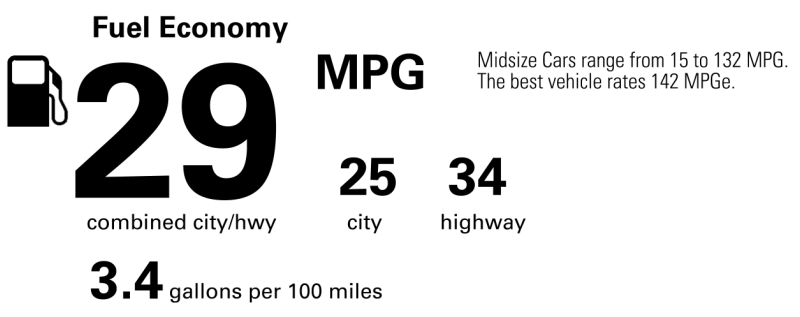 Fuel Economy
29
MPG
Midsize Cars range from 15 to 132 MPG.
The best vehicle rates 142 MPGe.
combined city/hwy
25
city
34
highway
3.4 gallons per 100 miles